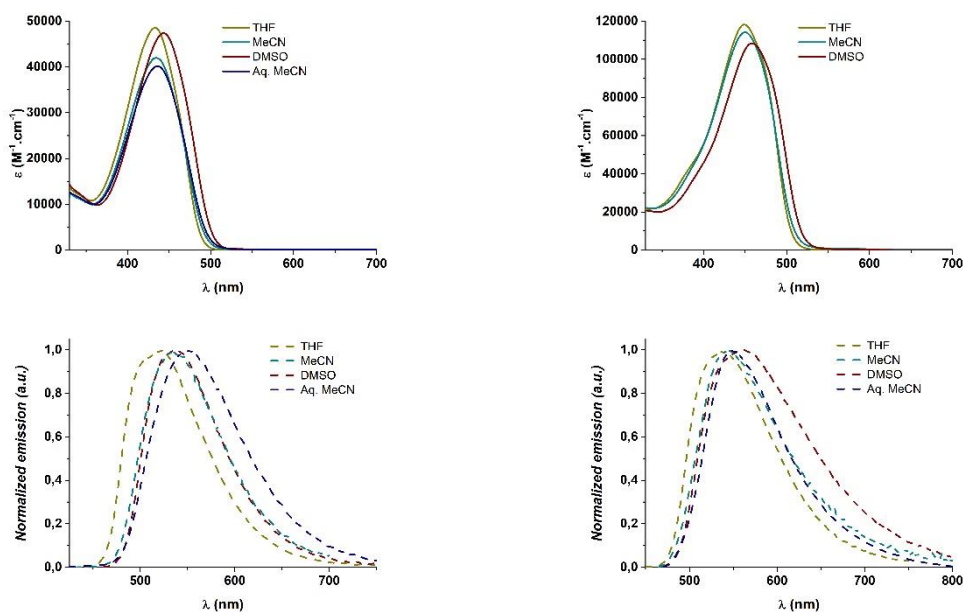 50000
40000
30000
20000
10000
0
ε (M⁻¹.cm⁻¹)
400 500 600 700
λ (nm)
THF
MeCN
DMSO
Aq. MeCN
120000
100000
80000
60000
40000
20000
0
ε (M⁻¹.cm⁻¹)
400 500 600 700
λ (nm)
THF
MeCN
DMSO
1,0
0,8
0,6
0,4
0,2
0,0
Normalized emission (a.u.)
500 600 700
λ (nm)
THF
MeCN
DMSO
Aq. MeCN
1,0
0,8
0,6
0,4
0,2
0,0
Normalized emission (a.u.)
500 600 700 800
λ (nm)
THF
MeCN
DMSO
Aq. MeCN